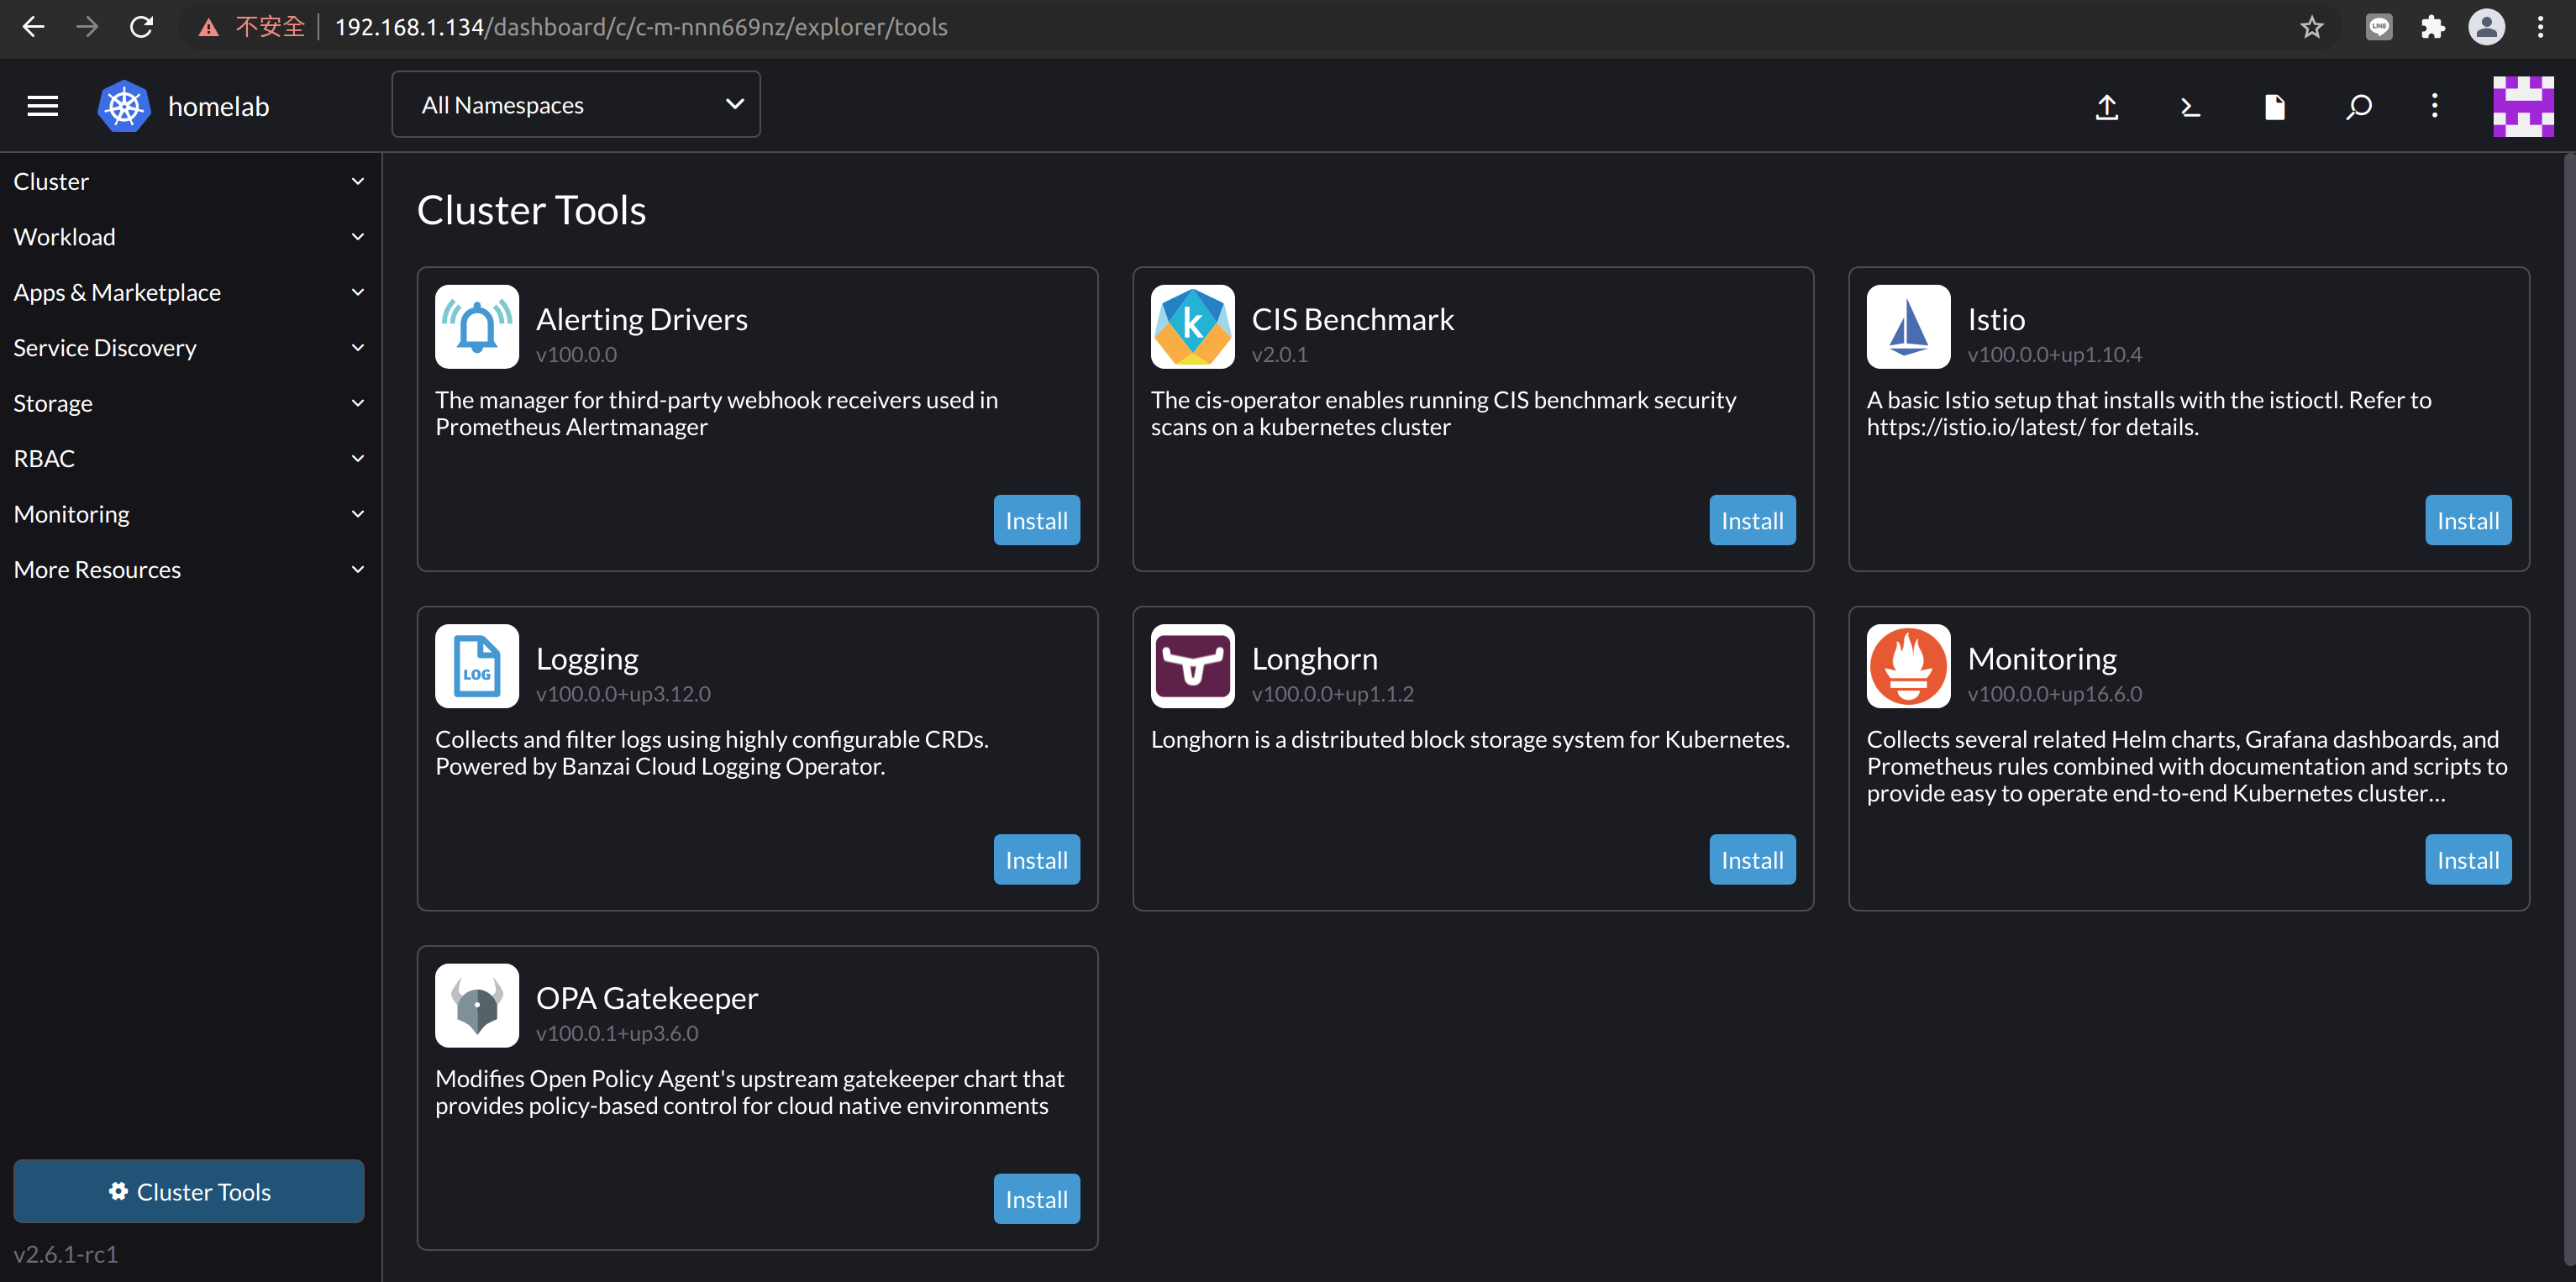 不安全
192.168.1.134/dashboard/c/c-m-nnn669nz/explorer/tools
LINE
homelab
All Namespaces
Cluster
Workload
Apps & Marketplace
Service Discovery
Storage
RBAC
Monitoring
More Resources
Cluster Tools
v2.6.1-rc1
Cluster Tools
Alerting Drivers
v100.0.0
The manager for third-party webhook receivers used in
Prometheus Alertmanager
Install
k
CIS Benchmark
v2.0.1
The cis-operator enables running CIS benchmark security
scans on a kubernetes cluster
Install
Istio
v100.0.0+up1.10.4
A basic Istio setup that installs with the istioctl. Refer to
https://istio.io/latest/ for details.
Install
LOG
Logging
v100.0.0+up3.12.0
Collects and filter logs using highly configurable CRDs.
Powered by Banzai Cloud Logging Operator.
Install
Longhorn
v100.0.0+up1.1.2
Longhorn is a distributed block storage system for Kubernetes.
Install
Monitoring
v100.0.0+up16.6.0
Collects several related Helm charts, Grafana dashboards, and
Prometheus rules combined with documentation and scripts to
provide easy to operate end-to-end Kubernetes cluster...
Install
OPA Gatekeeper
v100.0.1+up3.6.0
Modifies Open Policy Agent's upstream gatekeeper chart that
provides policy-based control for cloud native environments
Install